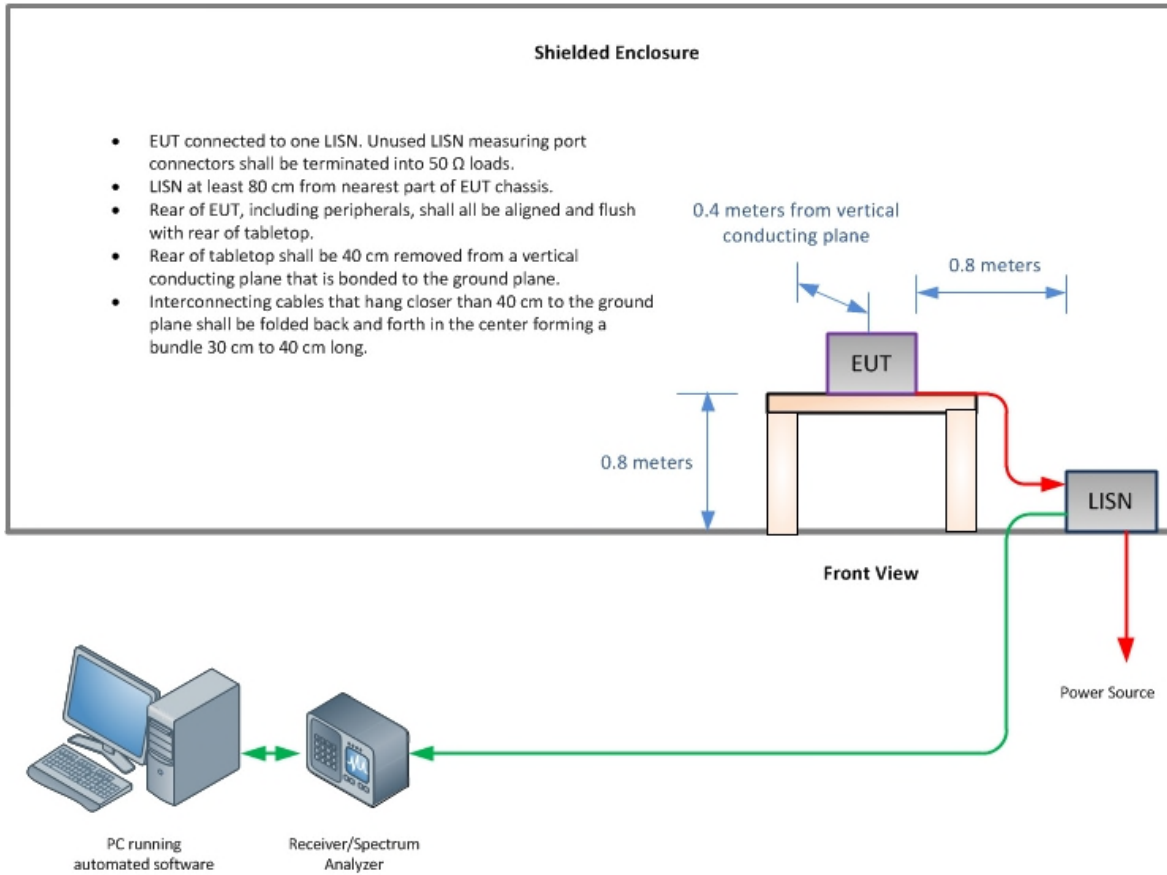 Shielded Enclosure
• EUT connected to one LISN. Unused LISN measuring port
connectors shall be terminated into 50 Ω loads.
• LISN at least 80 cm from nearest part of EUT chassis.
• Rear of EUT, including peripherals, shall all be aligned and flush
with rear of tabletop.
• Rear of tabletop shall be 40 cm removed from a vertical
conducting plane that is bonded to the ground plane.
• Interconnecting cables that hang closer than 40 cm to the ground
plane shall be folded back and forth in the center forming a
bundle 30 cm to 40 cm long.
0.4 meters from vertical
conducting plane
0.8 meters
EUT
0.8 meters
LISN
Front View
Power Source
PC running
automated software
Receiver/Spectrum
Analyzer